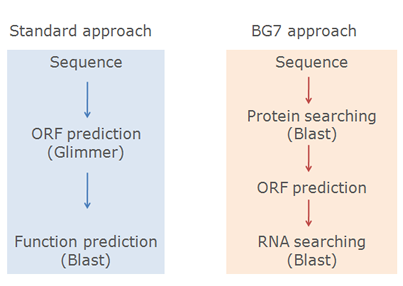 Standard approach
Sequence
ORF prediction
(Glimmer)
Function prediction
(Blast)
BG7 approach
Sequence
Protein searching
(Blast)
ORF prediction
RNA searching
(Blast)